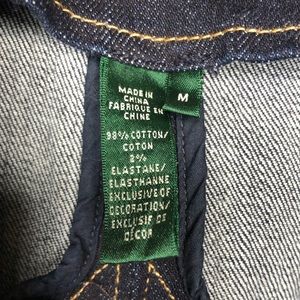 MADE IN
CHINA
FABRIQUE EN
CHINE
M
98% COTTON/
COTON
2%
ELASTANE/
ELASTHANNE
EXCLUSIVE OF
DECORATION/
EXCLUSIF DE
DÉCOR